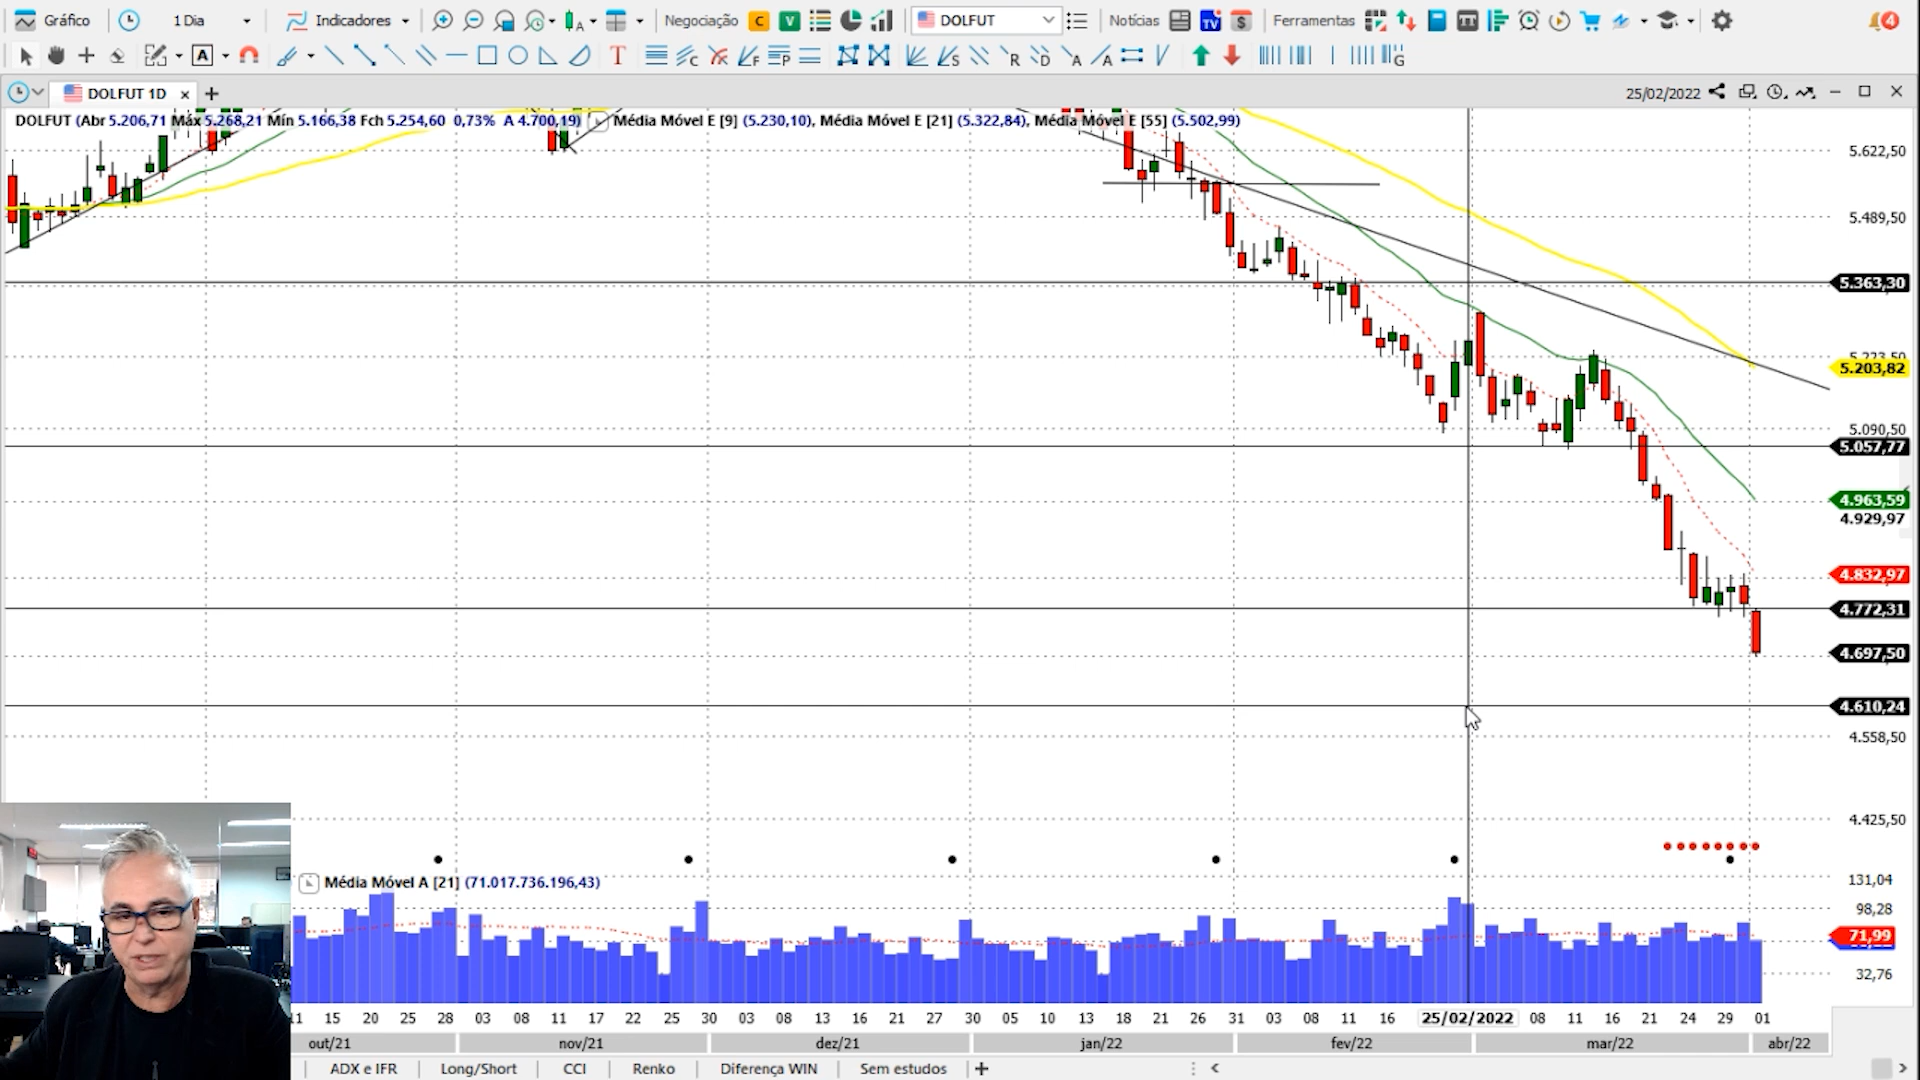 Gráfico 1 Dia Indicadores Negociação C V DOLFUT Notícias TV $ Ferramentas 4
A T C F P S R D A A G
DOLFUT 1D 25/02/2022
DOLFUT (Abr 5.206,71 Máx 5.268,21 Mín 5.166,38 Fch 5.254,60 0,73% A 4.700,19) Média Móvel E [9] (5.230,10), Média Móvel E [21] (5.322,84), Média Móvel E [55] (5.502,99)
5.622,50
5.489,50
5.363,30
5.223,50
5.203,82
5.090,50
5.057,77
4.963,59
4.929,97
4.832,97
4.772,31
4.697,50
4.610,24
4.558,50
4.425,50
Média Móvel A [21] (71.017.736.196,43)
131,04
98,28
71,99
32,76
11 15 20 25 28 03 08 11 17 22 25 30 03 08 13 16 21 27 30 05 10 13 18 21 26 31 03 08 11 16 25/02/2022 08 11 16 21 24 29 01
out/21 nov/21 dez/21 jan/22 fev/22 mar/22 abr/22
ADX e IFR Long/Short CCI Renko Diferença WIN Sem estudos